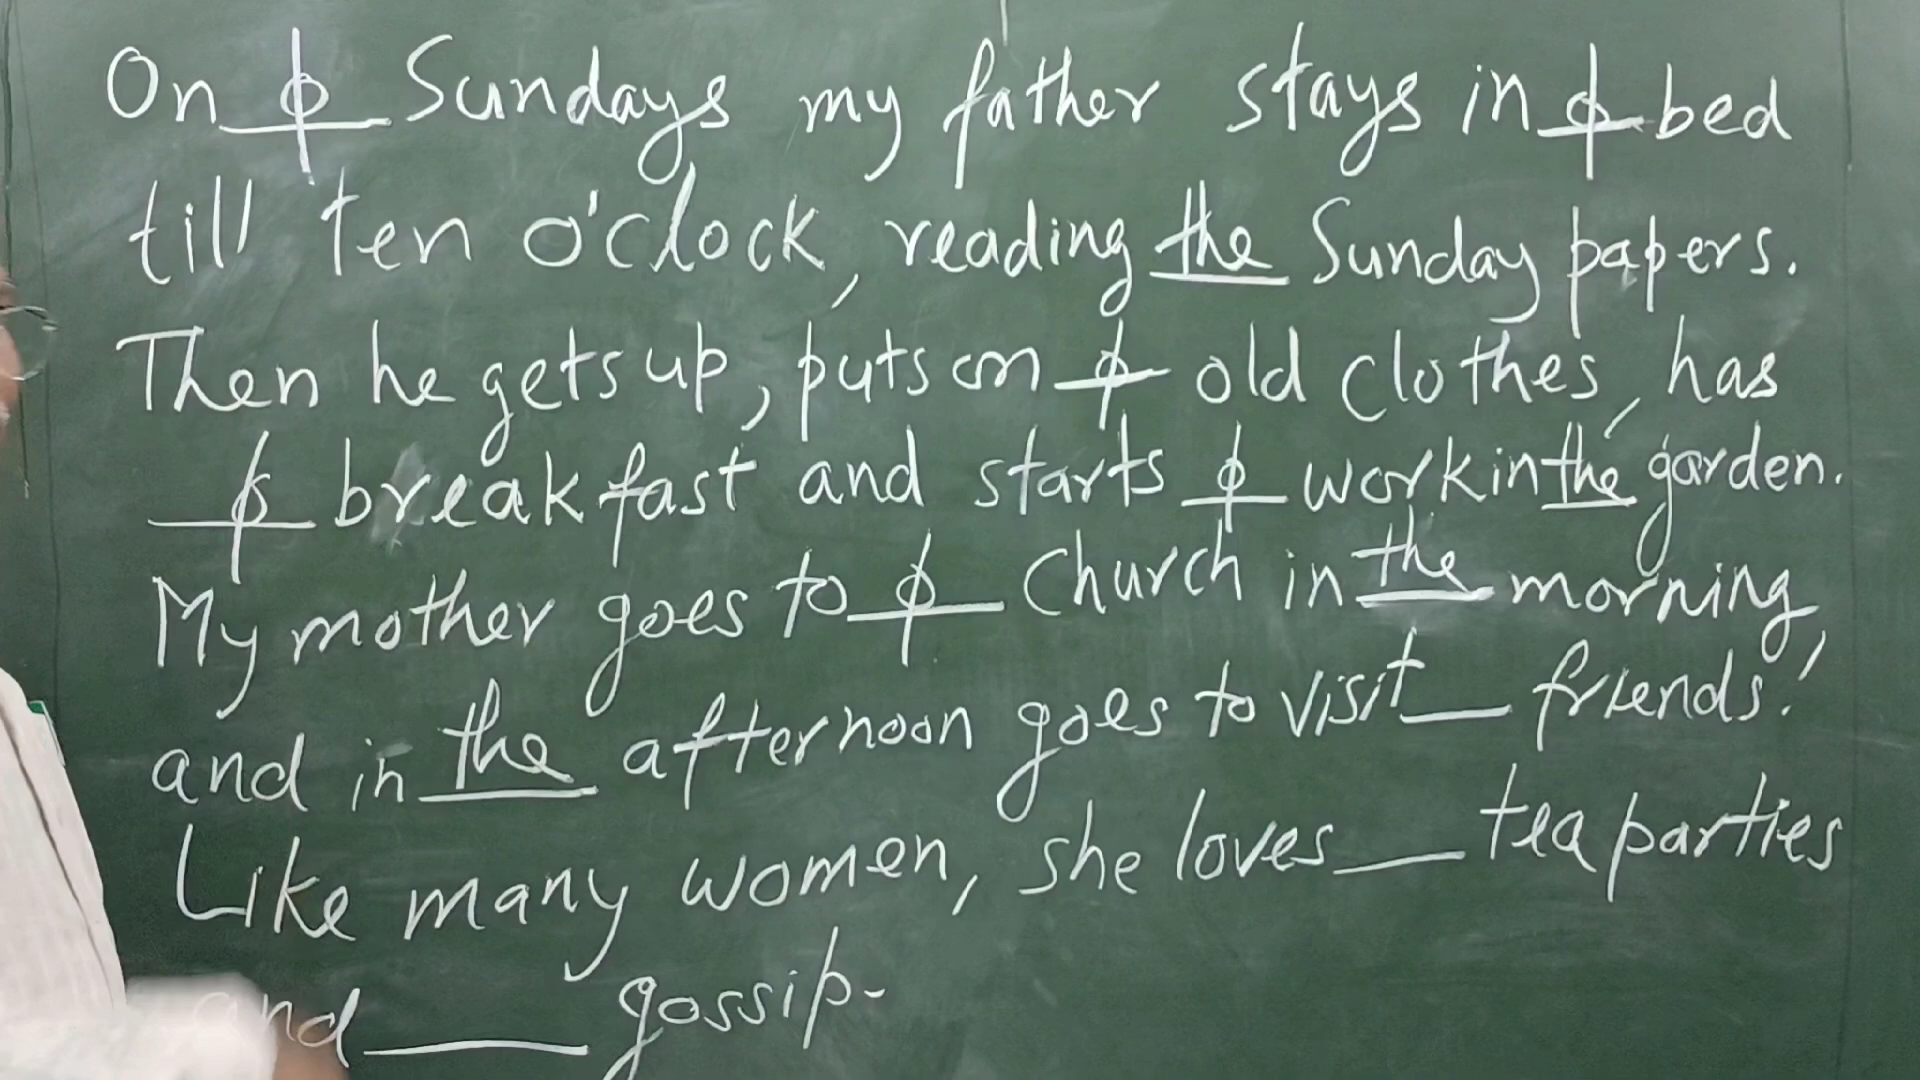 On ϕ Sundays my father stays in ϕ bed
till ten o'clock, reading the Sunday papers.
Then he gets up, puts on ϕ old clothes, has
ϕ breakfast and starts ϕ work in the garden.
My mother goes to ϕ Church in the morning,
and in the afternoon goes to visit ___ friends.
Like many women, she loves ___ tea parties
and ___ gossip.